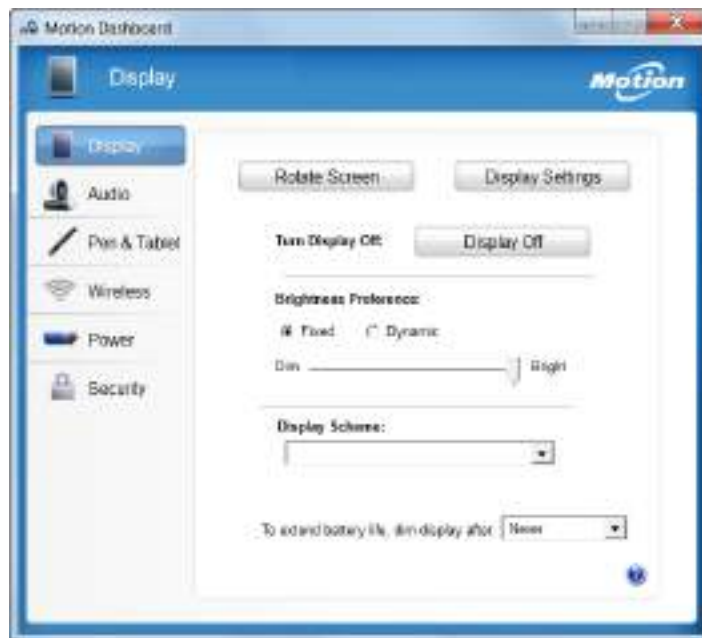 Motion Dashboard
Display
Motion
Display
Audio
Pen & Tablet
Wireless
Power
Security
Rotate Screen
Display Settings
Turn Display Off:
Display Off
Brightness Preference:
Fixed
Dynamic
Dim
Bright
Display Scheme:
To extend battery life, dim display after
Never